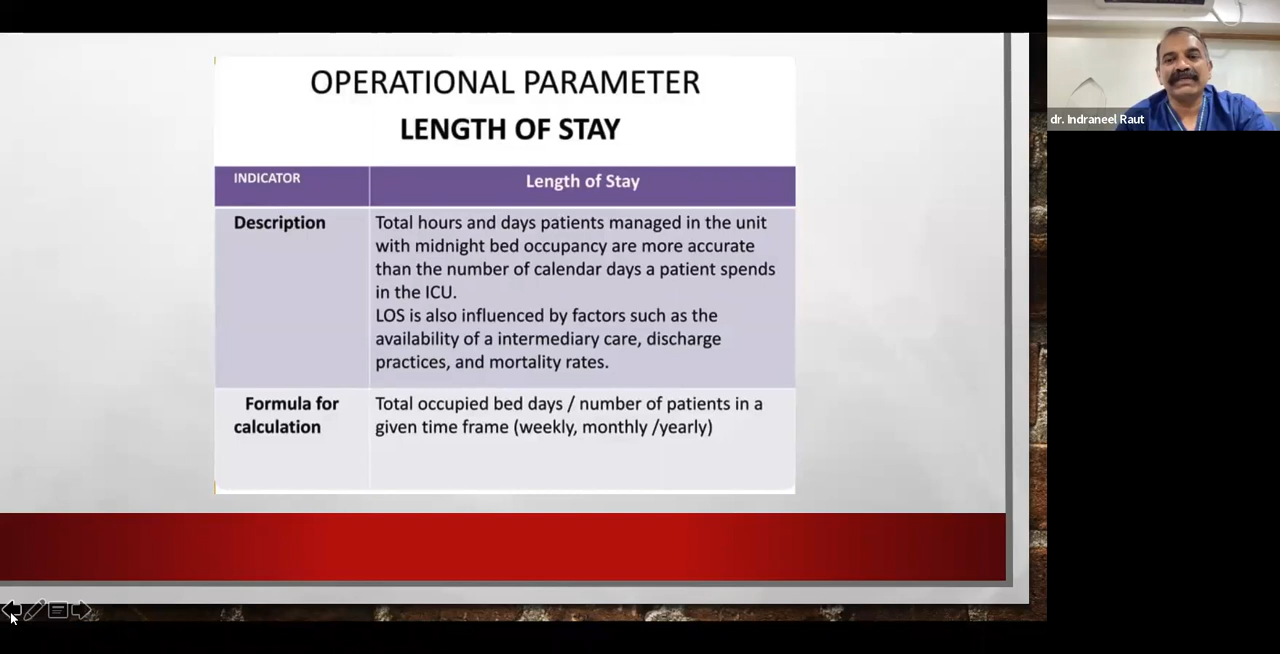 OPERATIONAL PARAMETER
LENGTH OF STAY
INDICATOR
Length of Stay
Description
Total hours and days patients managed in the unit
with midnight bed occupancy are more accurate
than the number of calendar days a patient spends
in the ICU.
LOS is also influenced by factors such as the
availability of a intermediary care, discharge
practices, and mortality rates.
Formula for
calculation
Total occupied bed days / number of patients in a
given time frame (weekly, monthly /yearly)
dr. Indraneel Raut